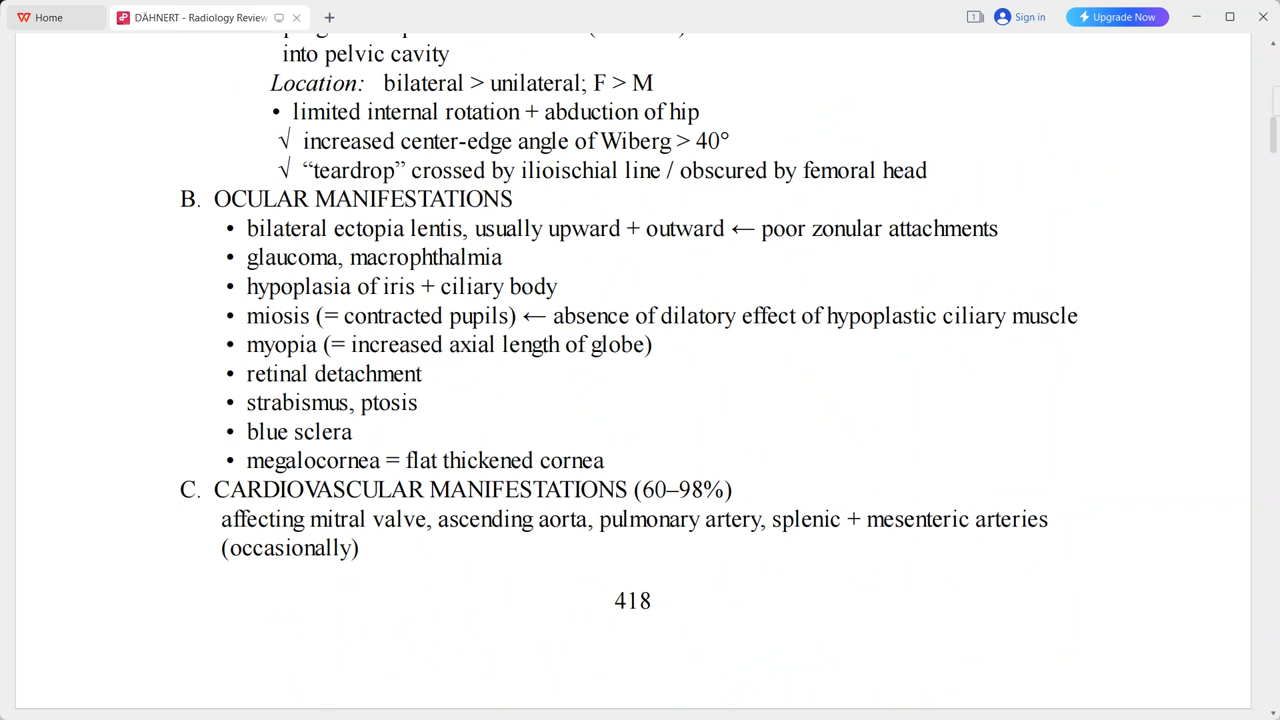 Home
DÄHNERT - Radiology Review
1
Sign in
Upgrade Now
into pelvic cavity
Location: bilateral > unilateral; F > M
• limited internal rotation + abduction of hip
√ increased center-edge angle of Wiberg > 40°
√ “teardrop” crossed by ilioischial line / obscured by femoral head
B. OCULAR MANIFESTATIONS
• bilateral ectopia lentis, usually upward + outward ← poor zonular attachments
• glaucoma, macrophthalmia
• hypoplasia of iris + ciliary body
• miosis (= contracted pupils) ← absence of dilatory effect of hypoplastic ciliary muscle
• myopia (= increased axial length of globe)
• retinal detachment
• strabismus, ptosis
• blue sclera
• megalocornea = flat thickened cornea
C. CARDIOVASCULAR MANIFESTATIONS (60–98%)
affecting mitral valve, ascending aorta, pulmonary artery, splenic + mesenteric arteries
(occasionally)
418